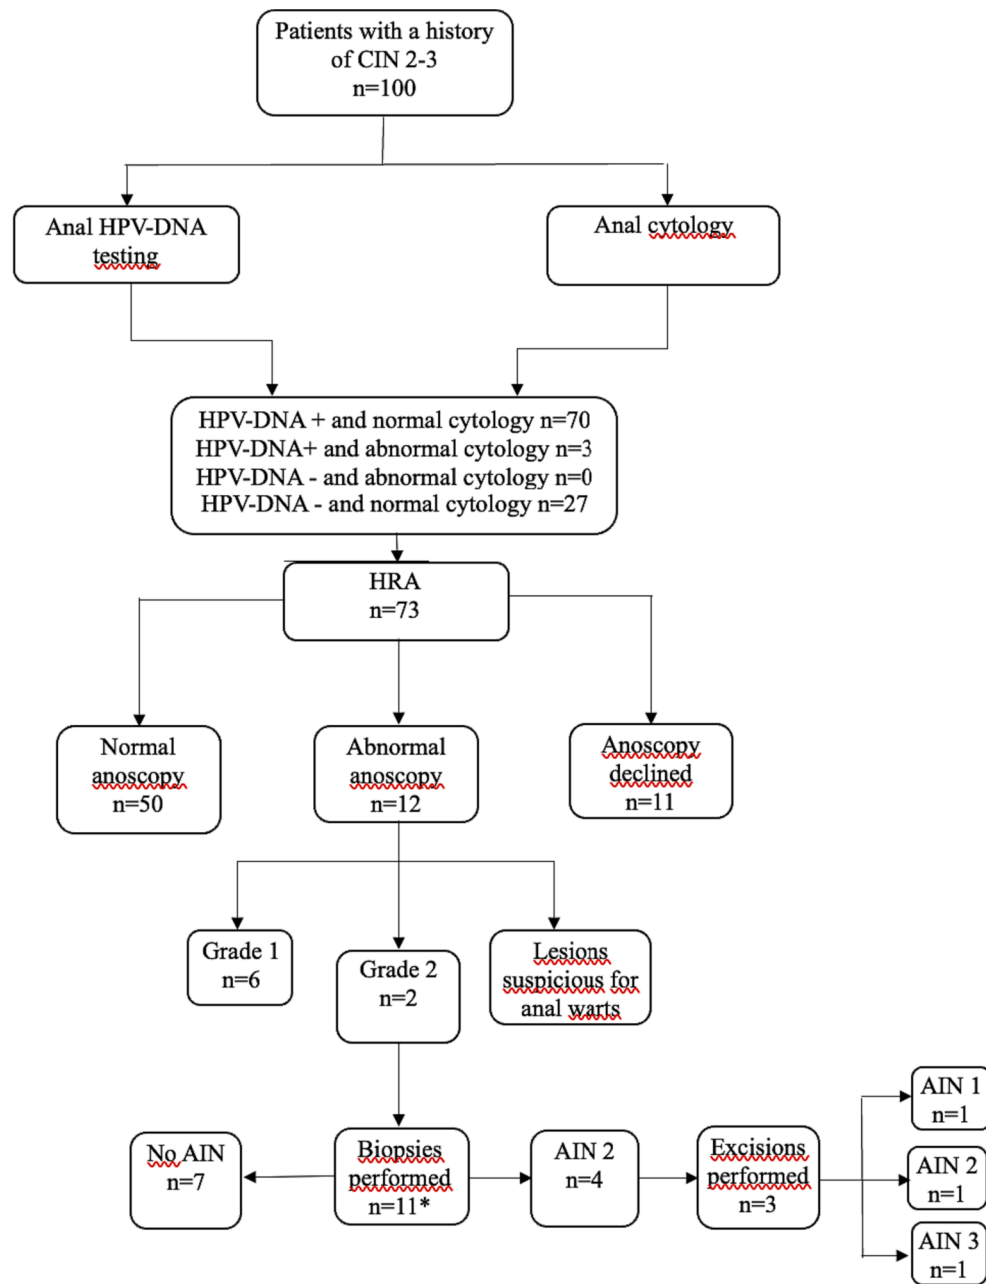 Patients with a history
of CIN 2-3
n=100
Anal HPV-DNA
testing
Anal cytology
HPV-DNA + and normal cytology n=70
HPV-DNA+ and abnormal cytology n=3
HPV-DNA - and abnormal cytology n=0
HPV-DNA - and normal cytology n=27
HRA
n=73
Normal
anoscopy
n=50
Abnormal
anoscopy
n=12
Anoscopy
declined
n=11
Grade 1
n=6
Grade 2
n=2
Lesions
suspicious for
anal warts
No AIN
n=7
Biopsies
performed
n=11*
AIN 2
n=4
Excisions
performed
n=3
AIN 1
n=1
AIN 2
n=1
AIN 3
n=1